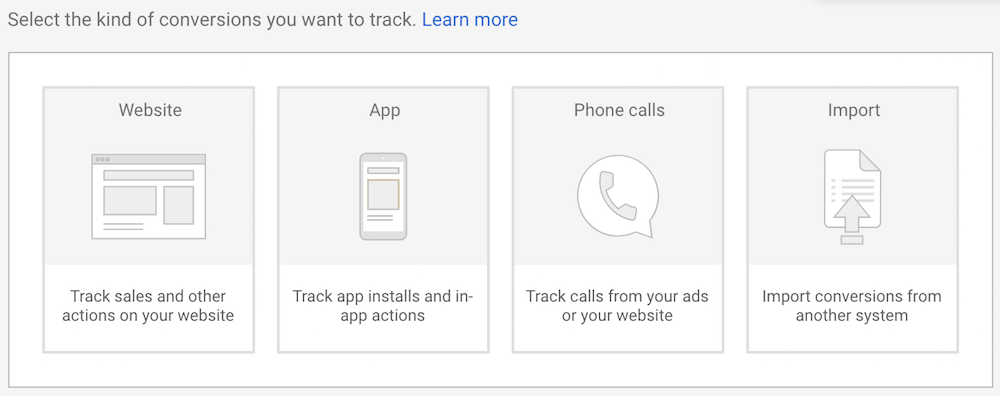 Select the kind of conversions you want to track. Learn more
Website
App
Phone calls
Import
Track sales and other
actions on your website
Track app installs and in-
app actions
Track calls from your ads
or your website
Import conversions from
another system